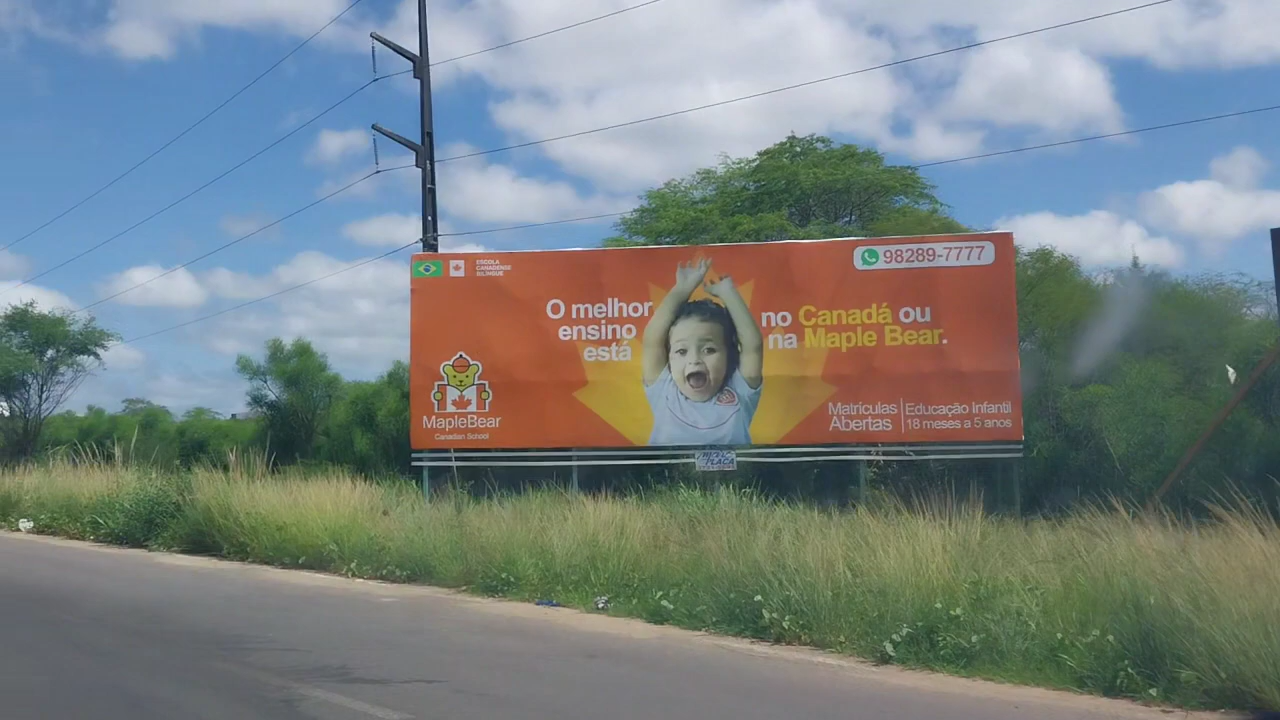 ESCOLA
CANADENSE
BILÍNGUE
98289-7777
O melhor
ensino
está
no Canadá ou
na Maple Bear.
MapleBear
Canadian School
Matrículas
Abertas
Educação Infantil
18 meses a 5 anos
PLACA